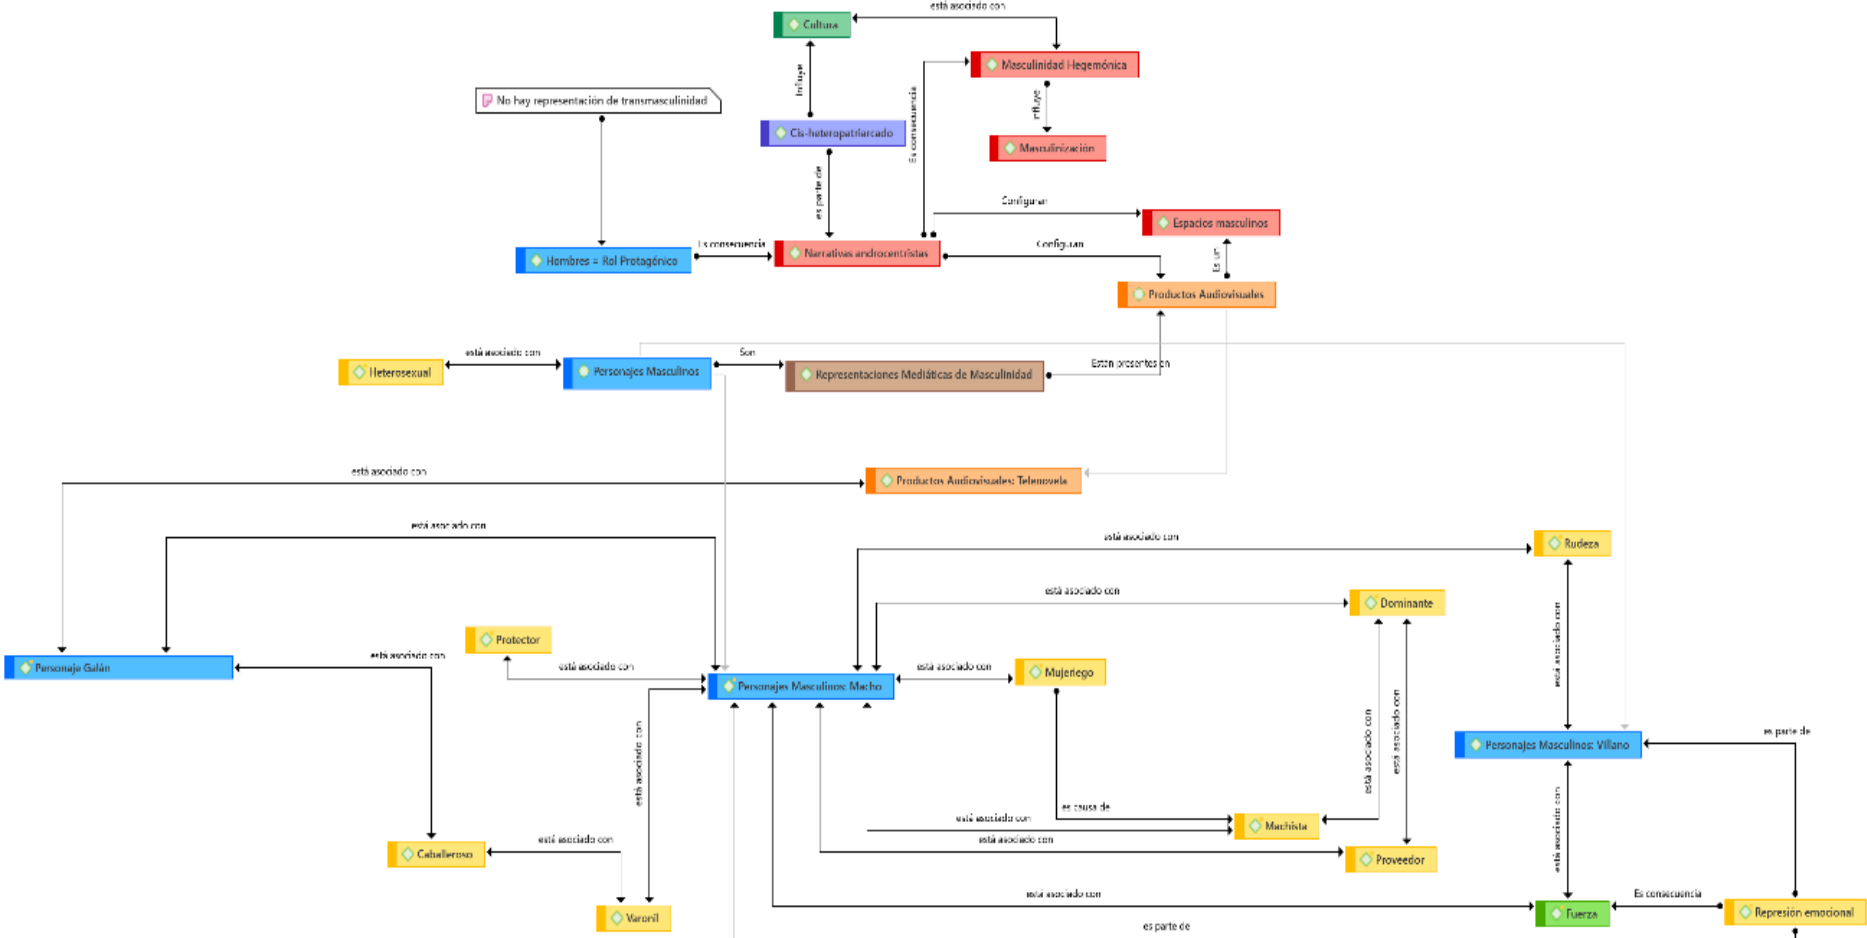 está asociado con
Cultura
Masculinidad Hegemónica
Influye
Es consecuencia
influye
No hay representación de transmasculinidad
Cis-heteropatriarcado
Masculinización
es parte de
Configuran
Espacios masculinos
Es consecuencia
Hombres = Rol Protagónico
Narrativas androcentristas
Configuran
Es un
Productos Audiovisuales
está asociado con
Son
Están presentes en
Heterosexual
Personajes Masculinos
Representaciones Mediáticas de Masculinidad
está asociado con
Productos Audiovisuales: Telenovela
está asociado con
está asociado con
Rudeza
está asociado con
Dominante
está asociado con
Protector
está asociado con
está asociado con
está asociado con
Personaje Galán
Mujeriego
Personajes Masculinos: Macho
está asociado con
está asociado con
está asociado con
Personajes Masculinos: Villano
es parte de
es causa de
está asociado con
está asociado con
Machista
está asociado con
está asociado con
Caballeroso
Proveedor
está asociado con
está asociado con
Es consecuencia
Varonil
Fuerza
Represión emocional
es parte de